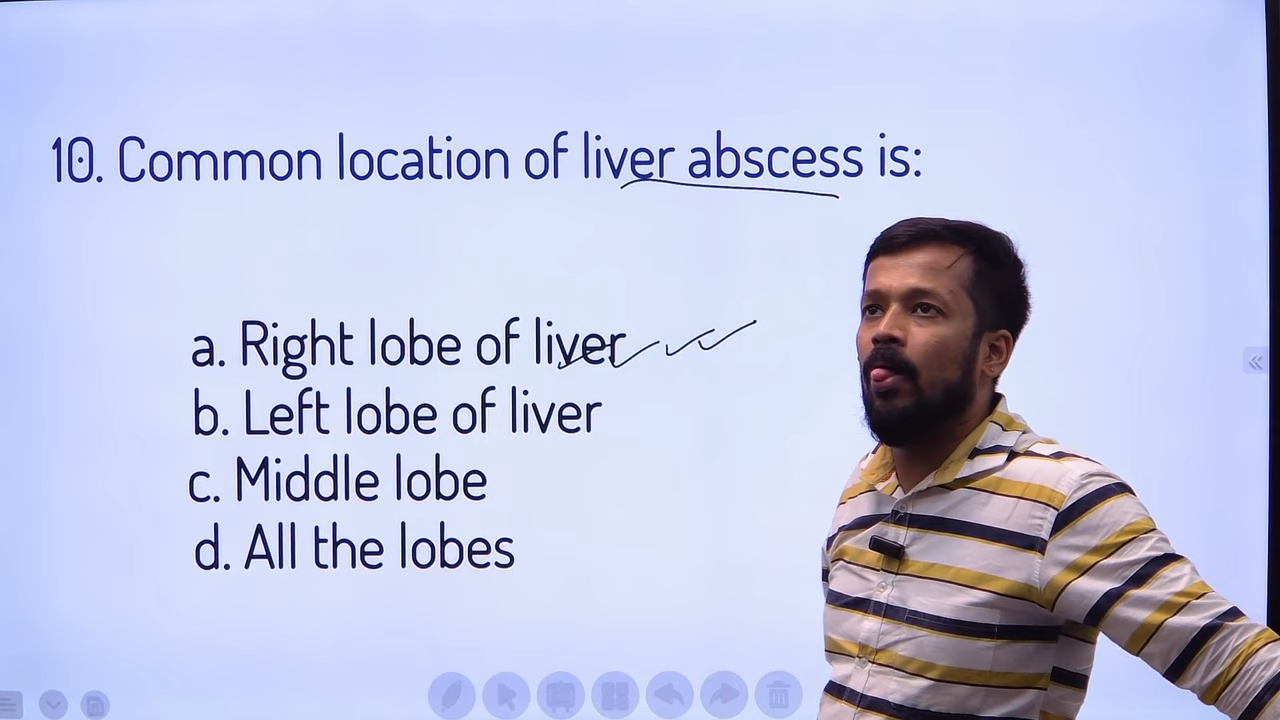 10. Common location of liver abscess is:
a. Right lobe of liver
b. Left lobe of liver
c. Middle lobe
d. All the lobes